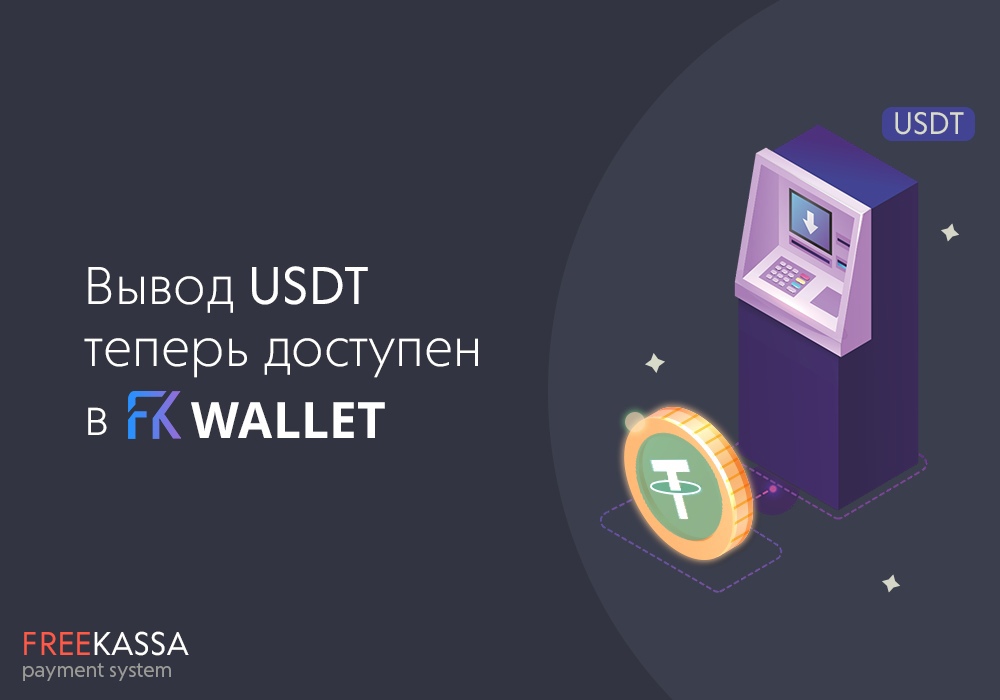 USDT
Вывод USDT
теперь доступен
в FK WALLET
FREEKASSA
payment system